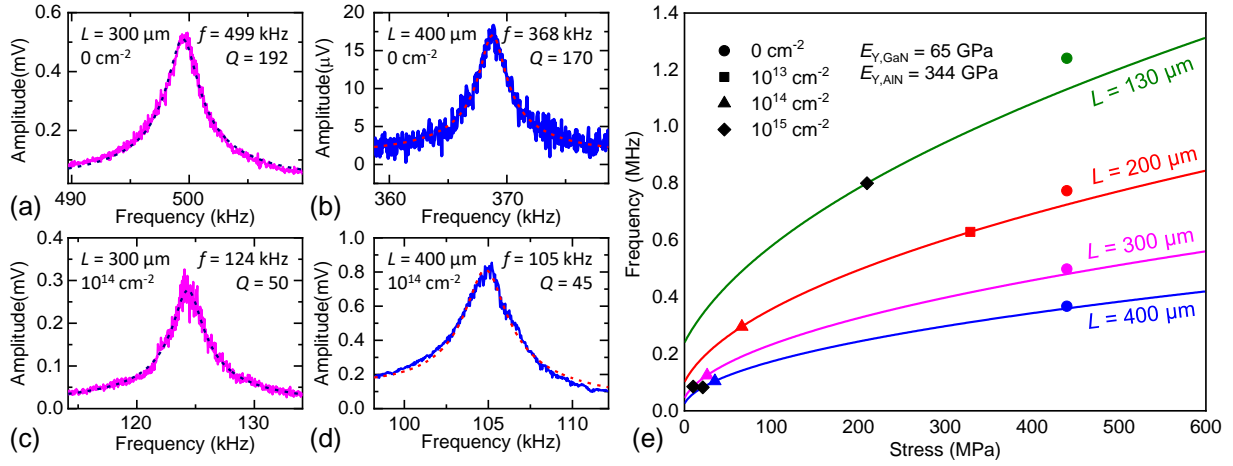 L = 300 µm f = 499 kHz
0 cm-2 Q = 192
0.6
0.4
0.2
0.0
Amplitude(mV)
490 500
Frequency (kHz)
(a)
L = 400 µm f = 368 kHz
0 cm-2 Q = 170
20
15
10
5
0
Amplitude(µV)
360 370
Frequency (kHz)
(b)
L = 300 µm f = 124 kHz
10^14 cm-2 Q = 50
0.4
0.3
0.2
0.1
0.0
Amplitude(mV)
120 130
Frequency (kHz)
(c)
L = 400 µm f = 105 kHz
10^14 cm-2 Q = 45
1.0
0.8
0.6
0.4
0.2
0.0
Amplitude(mV)
100 105 110
Frequency (kHz)
(d)
0 cm-2
10^13 cm-2
10^14 cm-2
10^15 cm-2
E_Y,GaN = 65 GPa
E_Y,AlN = 344 GPa
L = 130 µm
L = 200 µm
L = 300 µm
L = 400 µm
1.4
1.2
1.0
0.8
0.6
0.4
0.2
0.0
Frequency (MHz)
0 100 200 300 400 500 600
Stress (MPa)
(e)